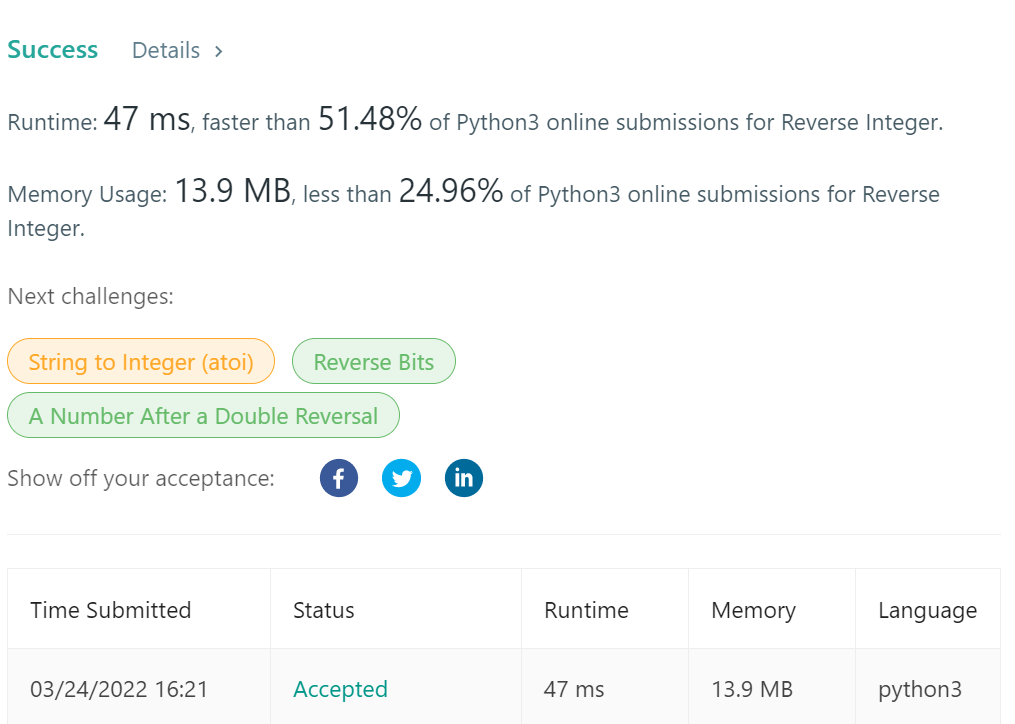 Success Details >
Runtime: 47 ms, faster than 51.48% of Python3 online submissions for Reverse Integer.
Memory Usage: 13.9 MB, less than 24.96% of Python3 online submissions for Reverse
Integer.
Next challenges:
String to Integer (atoi) Reverse Bits
A Number After a Double Reversal
Show off your acceptance: f in
Time Submitted Status Runtime Memory Language
03/24/2022 16:21 Accepted 47 ms 13.9 MB python3